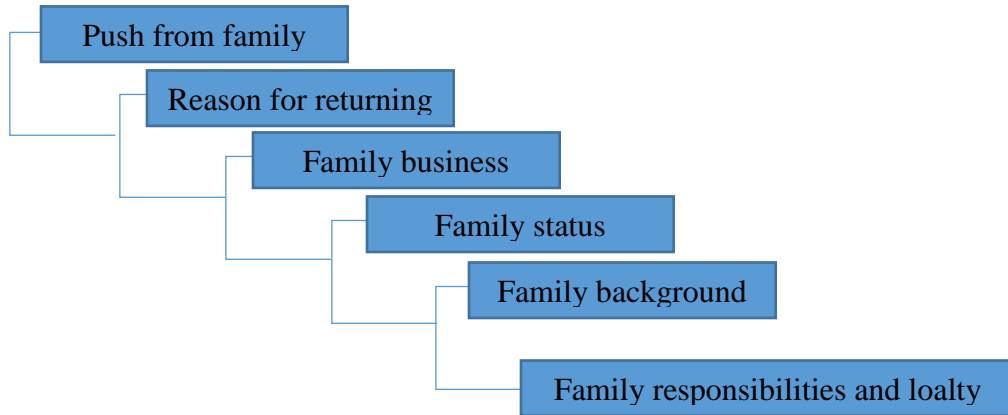 Push from family
Reason for returning
Family business
Family status
Family background
Family responsibilities and loalty